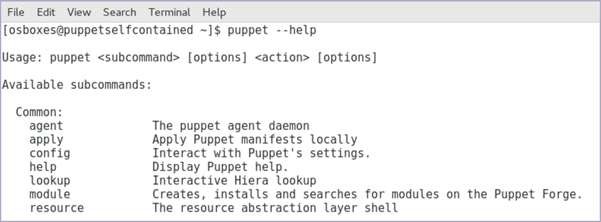 File Edit View Search Terminal Help
[osboxes@puppetselfcontained ~]$ puppet --help
Usage: puppet <subcommand> [options] <action> [options]
Available subcommands:
Common:
agent The puppet agent daemon
apply Apply Puppet manifests locally
config Interact with Puppet's settings.
help Display Puppet help.
lookup Interactive Hiera lookup
module Creates, installs and searches for modules on the Puppet Forge.
resource The resource abstraction layer shell